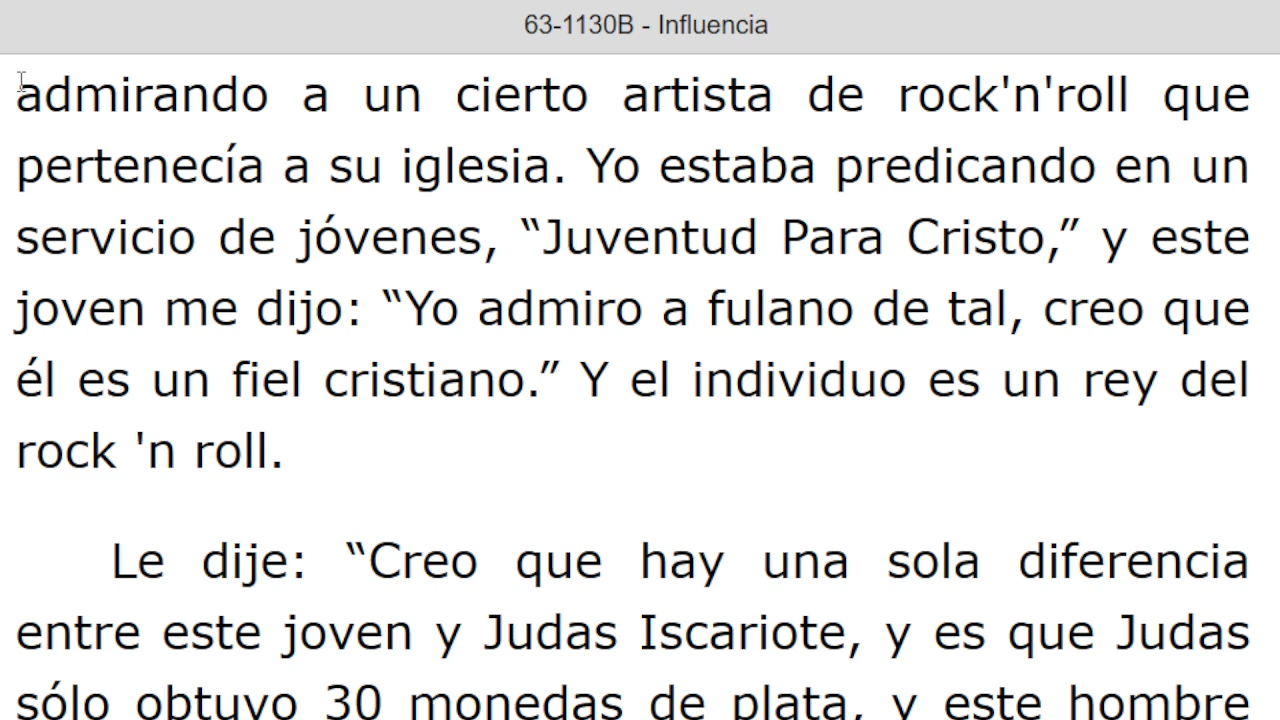 63-1130B - Influencia
admirando a un cierto artista de rock'n'roll que
pertenecía a su iglesia. Yo estaba predicando en un
servicio de jóvenes, “Juventud Para Cristo,” y este
joven me dijo: “Yo admiro a fulano de tal, creo que
él es un fiel cristiano.” Y el individuo es un rey del
rock 'n roll.
Le dije: “Creo que hay una sola diferencia
entre este joven y Judas Iscariote, y es que Judas
sólo obtuvo 30 monedas de plata, y este hombre